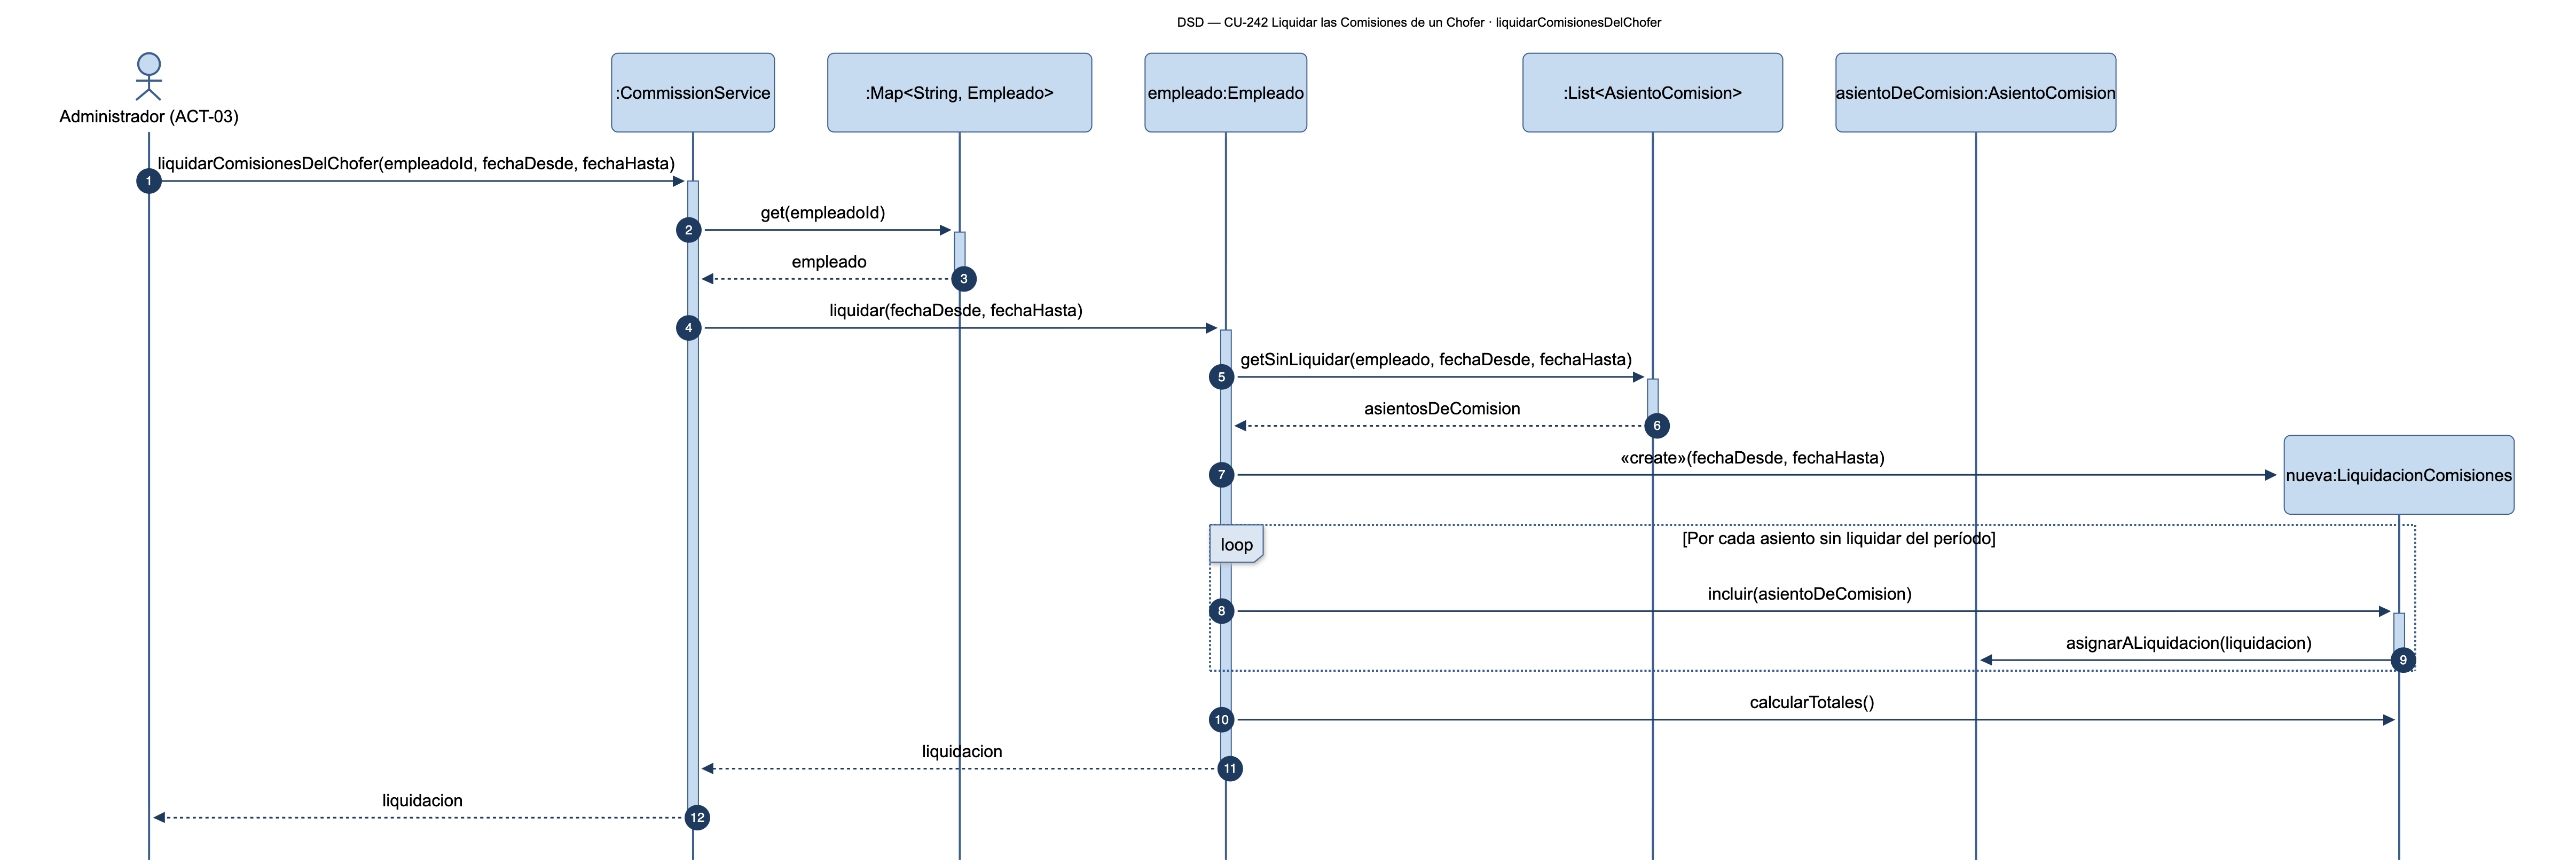 DSD — CU-242 Liquidar las Comisiones de un Chofer · liquidarComisionesDelChofer
Administrador (ACT-03)
:CommissionService
:Map<String, Empleado>
empleado:Empleado
:List<AsientoComision>
asientoDeComision:AsientoComision
liquidarComisionesDelChofer(empleadoId, fechaDesde, fechaHasta)
1
get(empleadoId)
2
empleado
3
liquidar(fechaDesde, fechaHasta)
4
getSinLiquidar(empleado, fechaDesde, fechaHasta)
5
asientosDeComision
6
«create»(fechaDesde, fechaHasta)
7
nueva:LiquidacionComisiones
loop
[Por cada asiento sin liquidar del período]
incluir(asientoDeComision)
8
asignarALiquidacion(liquidacion)
9
calcularTotales()
10
liquidacion
11
liquidacion
12